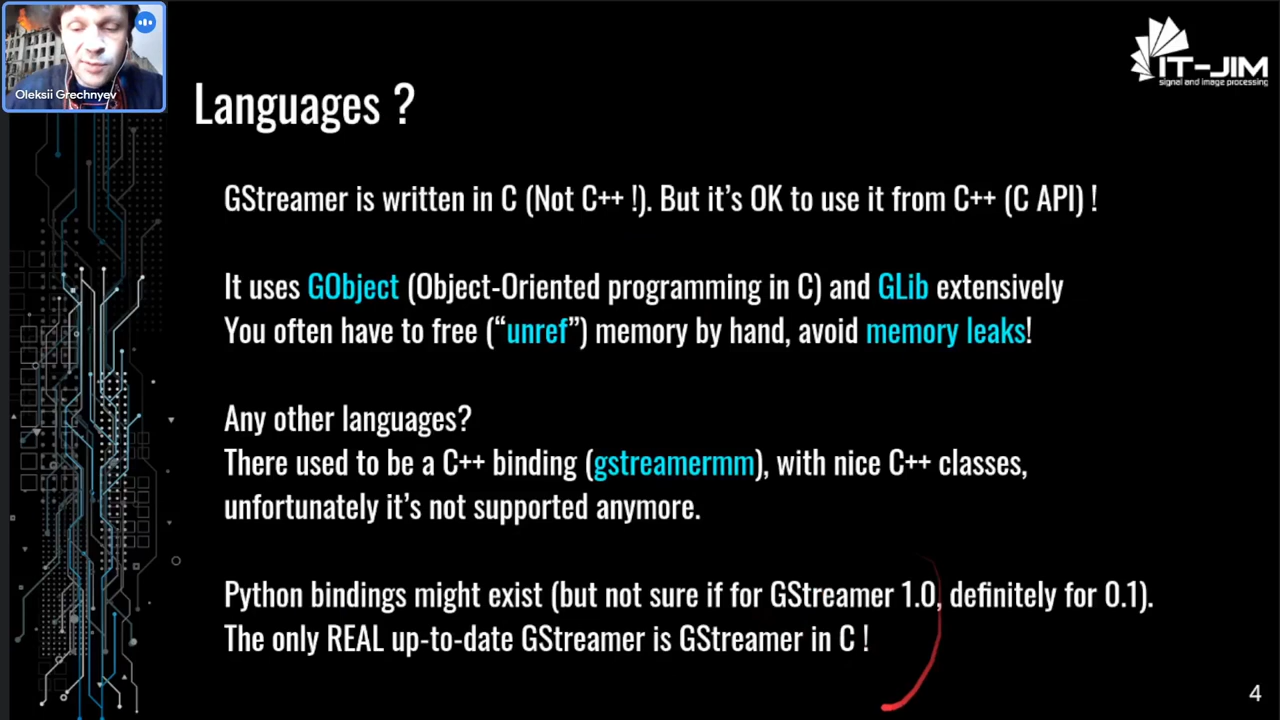 Oleksii Grechnyev
IT-JIM
signal and image processing
Languages ?
GStreamer is written in C (Not C++ !). But it’s OK to use it from C++ (C API) !
It uses GObject (Object-Oriented programming in C) and GLib extensively
You often have to free (“unref”) memory by hand, avoid memory leaks!
Any other languages?
There used to be a C++ binding (gstreamermm), with nice C++ classes,
unfortunately it’s not supported anymore.
Python bindings might exist (but not sure if for GStreamer 1.0, definitely for 0.1).
The only REAL up-to-date GStreamer is GStreamer in C !
4